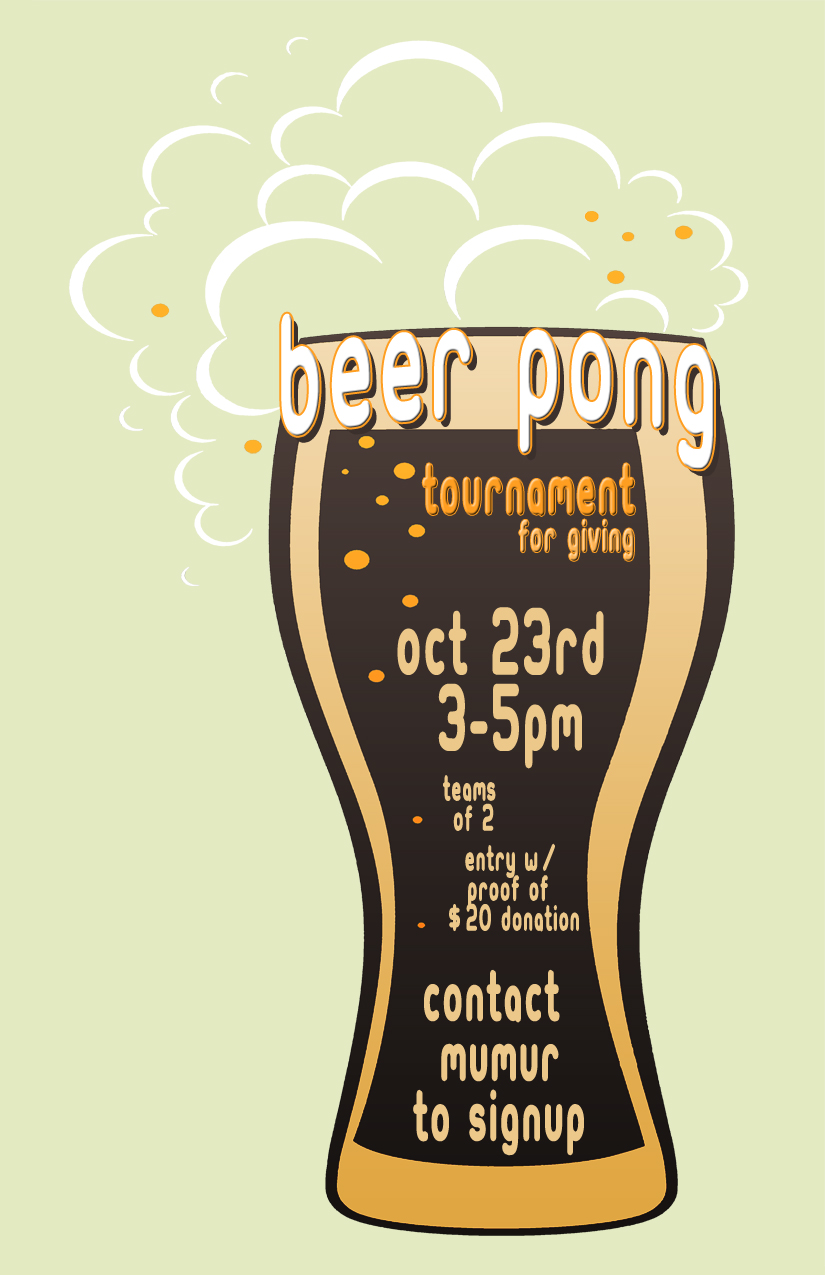 beer pong
tournament
for giving
oct 23rd
3-5pm
teams
of 2
entry w/
proof of
$20 donation
contact
mumur
to signup